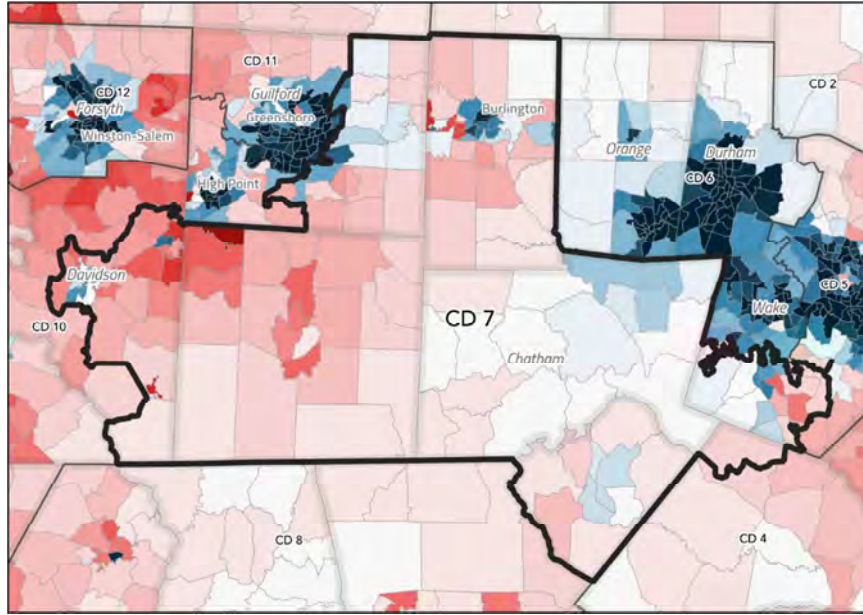 CD 12
Forsyth
Winston-Salem
CD 11
Guilford
Greensboro
High Point
Burlington
CD 2
Orange
Durham
CD 6
Davidson
CD 10
CD 7
Chatham
Wake
CD 5
CD 8
CD 4